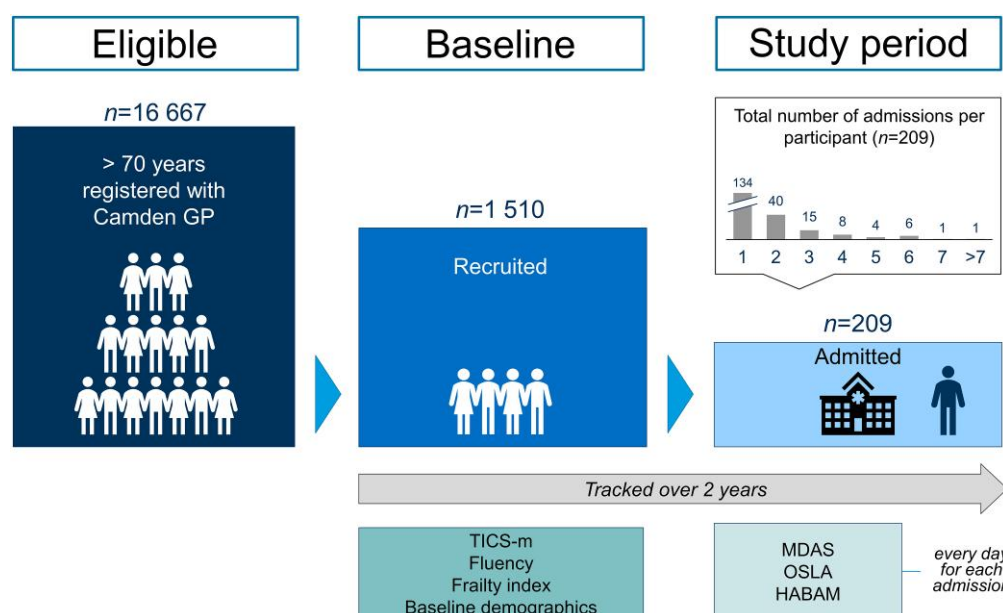 Eligible
Baseline
Study period
n=16 667
> 70 years
registered with
Camden GP
n=1 510
Recruited
Total number of admissions per
participant (n=209)
134
40
15
8
4
6
1
1
1
2
3
4
5
6
7
>7
n=209
Admitted
Tracked over 2 years
TICS-m
Fluency
Frailty index
Baseline demographics
MDAS
OSLA
HABAM
every day
for each
admission